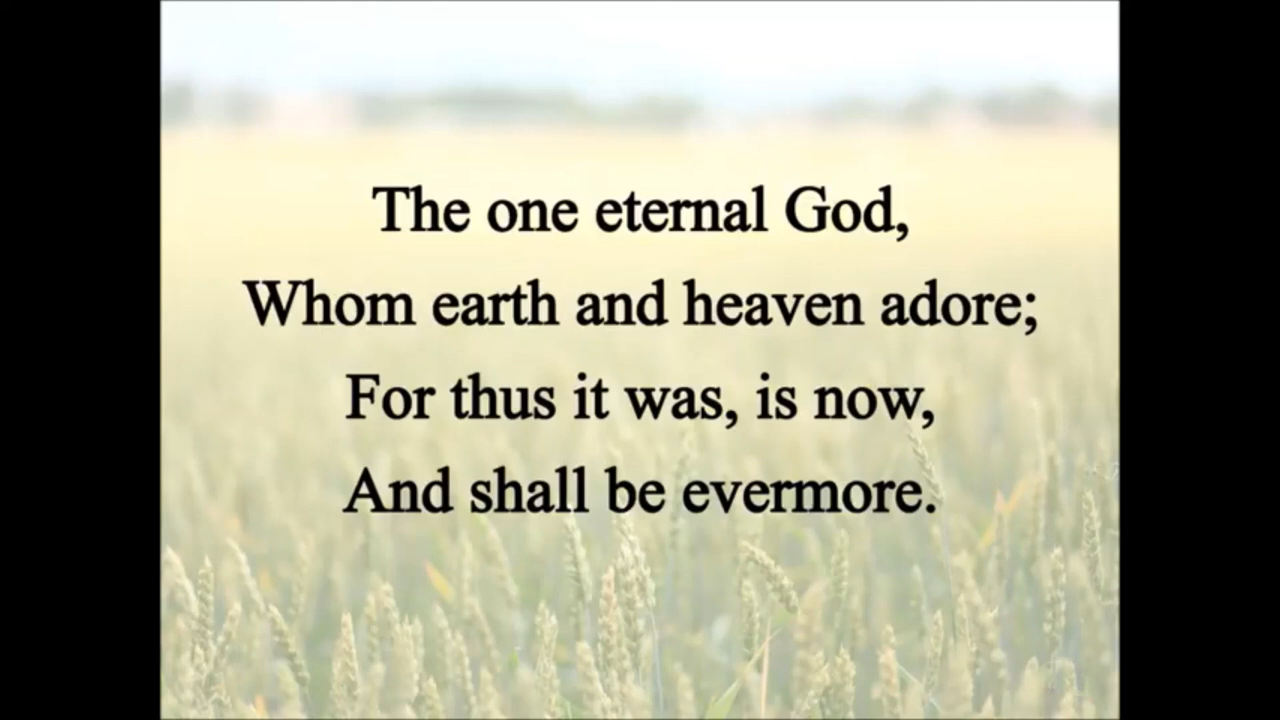 The one eternal God,
Whom earth and heaven adore;
For thus it was, is now,
And shall be evermore.